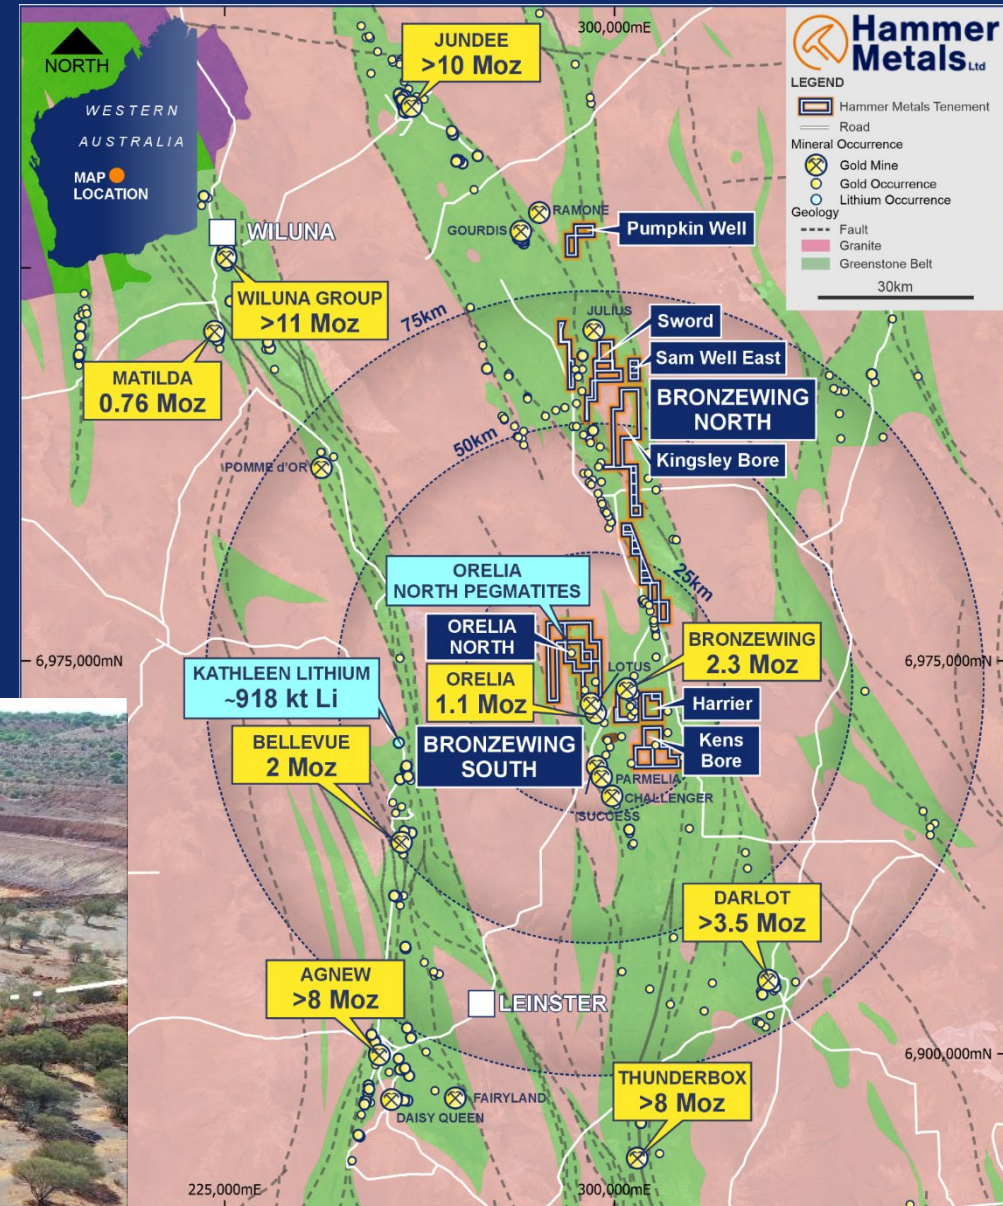 NORTH
WESTERN
AUSTRALIA
MAP
LOCATION
JUNDEE
>10 Moz
300,000mE
Hammer
Metals Ltd
LEGEND
Hammer Metals Tenement
Road
Mineral Occurrence
Gold Mine
Gold Occurrence
Lithium Occurrence
Geology
Fault
Granite
Greenstone Belt
30km
RAMONE
GOURDIS
Pumpkin Well
WILUNA
WILUNA GROUP
>11 Moz
75km
JULIUS
Sword
Sam Well East
MATILDA
0.76 Moz
BRONZEWING
NORTH
50km
Kingsley Bore
POMME d'OR
25km
ORELIA
NORTH PEGMATITES
ORELIA
NORTH
BRONZEWING
2.3 Moz
6,975,000mN
6,975,000mN
KATHLEEN LITHIUM
~918 kt Li
LOTUS
ORELIA
1.1 Moz
Harrier
BELLEVUE
2 Moz
BRONZEWING
SOUTH
Kens
Bore
PARMELIA
CHALLENGER
SUCCESS
DARLOT
>3.5 Moz
AGNEW
>8 Moz
LEINSTER
6,900,000mN
THUNDERBOX
>8 Moz
FAIRYLAND
DAISY QUEEN
225,000mE
300,000mE